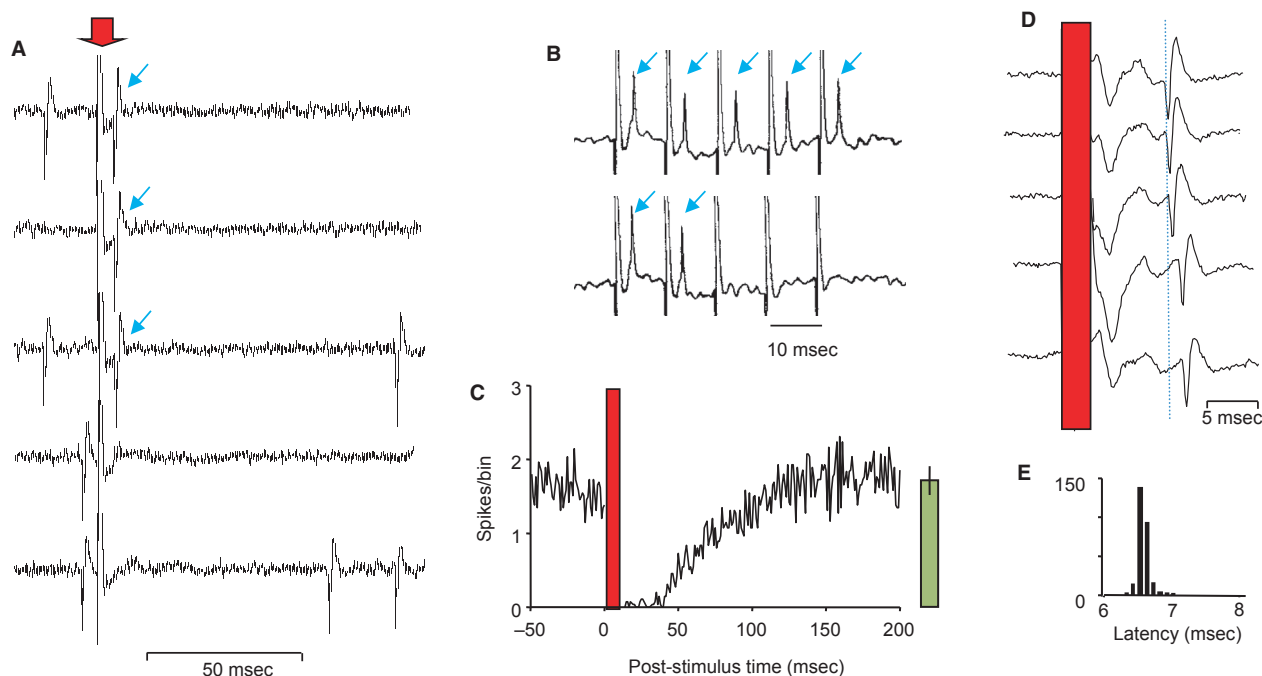 A
50 msec
B
10 msec
C
3
2
1
0
Spikes/bin
–50
0
50
100
150
200
Post-stimulus time (msec)
D
5 msec
E
150
0
6
7
8
Latency (msec)